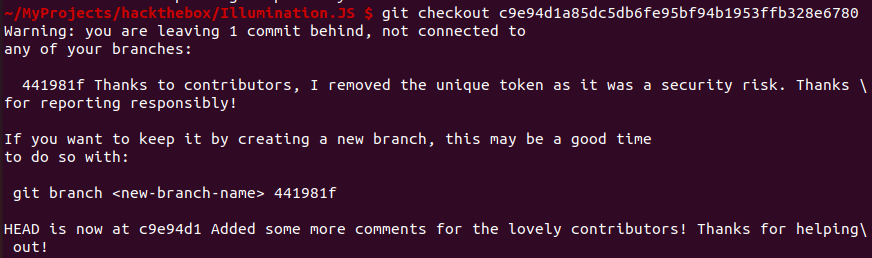 ~/MyProjects/hackthebox/Illumination.JS $ git checkout c9e94d1a85dc5db6fe95bf94b1953ffb328e6780
Warning: you are leaving 1 commit behind, not connected to
any of your branches:
441981f Thanks to contributors, I removed the unique token as it was a security risk. Thanks \
for reporting responsibly!
If you want to keep it by creating a new branch, this may be a good time
to do so with:
git branch <new-branch-name> 441981f
HEAD is now at c9e94d1 Added some more comments for the lovely contributors! Thanks for helping\
out!